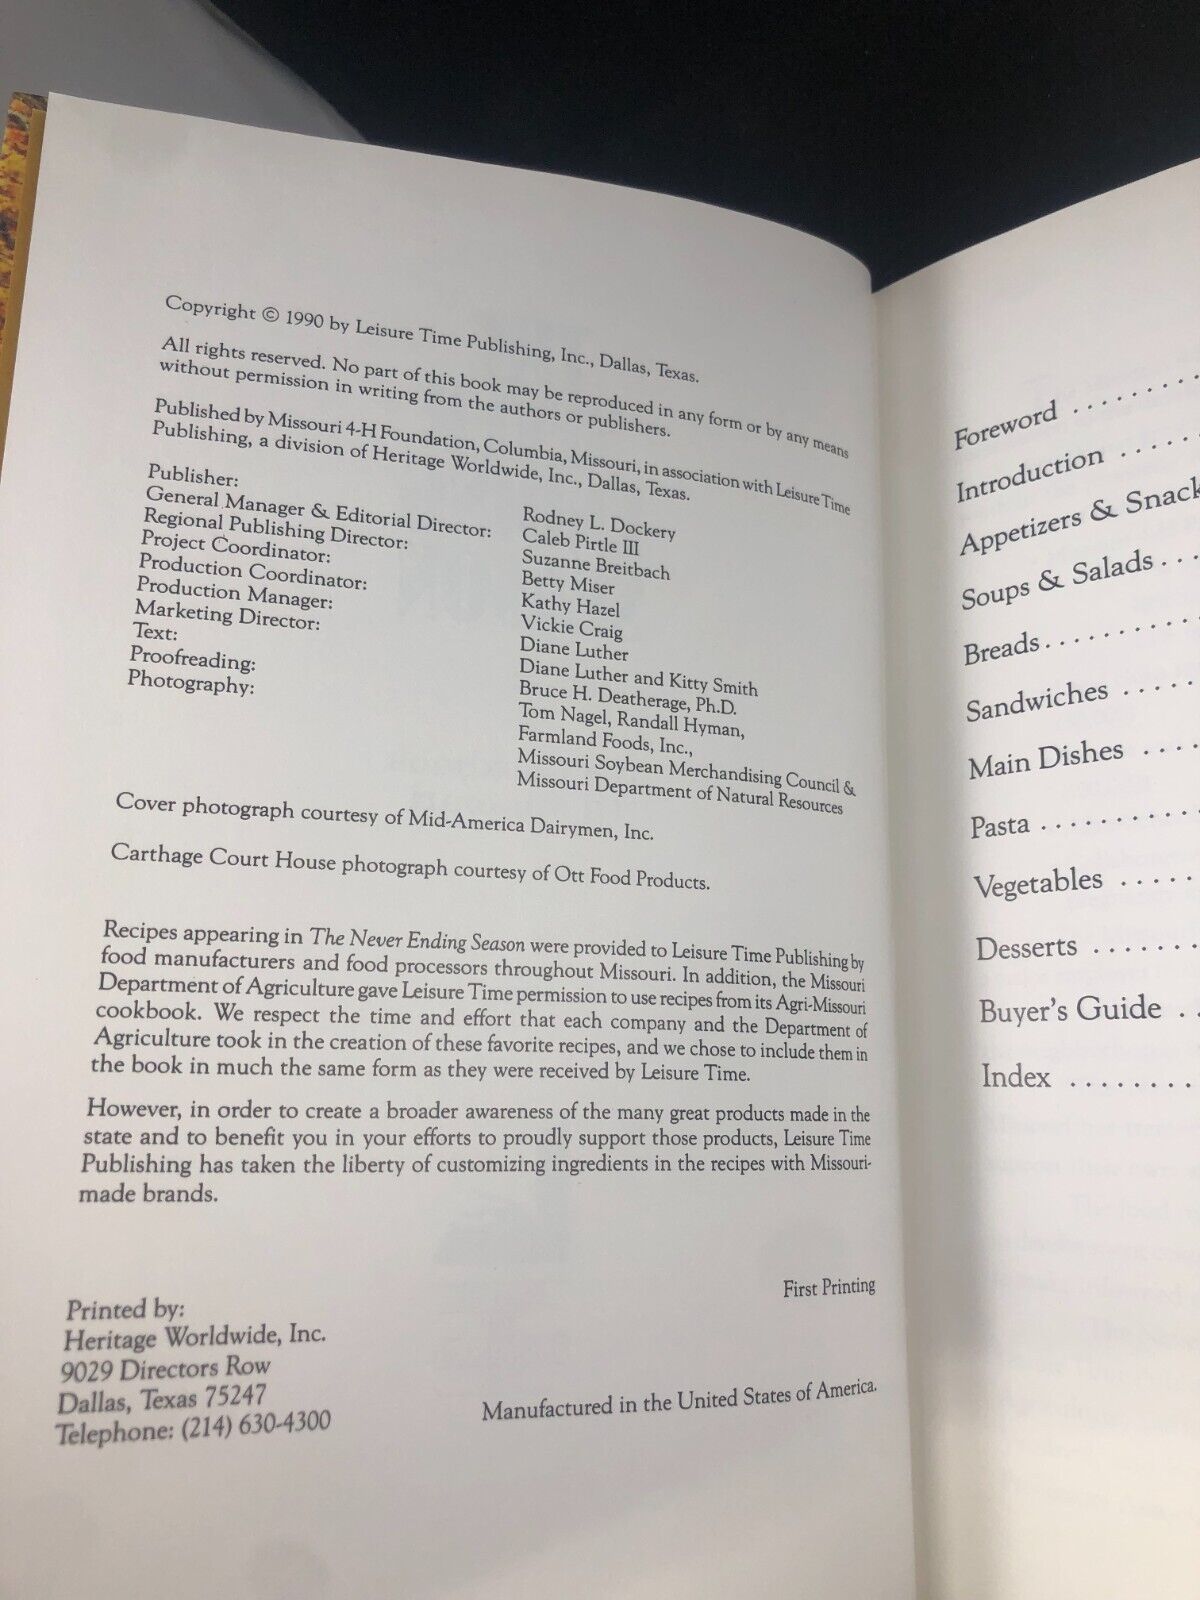 Copyright © 1990 by Leisure Time Publishing, Inc., Dallas, Texas.
All rights reserved. No part of this book may be reproduced in any form or by any means
without permission in writing from the authors or publishers.
Published by Missouri 4-H Foundation, Columbia, Missouri, in association with Leisure Time
Publishing, a division of Heritage Worldwide, Inc., Dallas, Texas.
Publisher: Rodney L. Dockery
General Manager & Editorial Director: Caleb Pirtle III
Regional Publishing Director: Suzanne Breitbach
Project Coordinator: Betty Miser
Production Coordinator: Kathy Hazel
Production Manager: Vickie Craig
Marketing Director: Diane Luther
Text: Diane Luther and Kitty Smith
Proofreading: Bruce H. Deatherage, Ph.D.
Photography: Tom Nagel, Randall Hyman,
Farmland Foods, Inc.,
Missouri Soybean Merchandising Council &
Missouri Department of Natural Resources
Cover photograph courtesy of Mid-America Dairymen, Inc.
Carthage Court House photograph courtesy of Ott Food Products.
Recipes appearing in The Never Ending Season were provided to Leisure Time Publishing by
food manufacturers and food processors throughout Missouri. In addition, the Missouri
Department of Agriculture gave Leisure Time permission to use recipes from its Agri-Missouri
cookbook. We respect the time and effort that each company and the Department of
Agriculture took in the creation of these favorite recipes, and we chose to include them in
the book in much the same form as they were received by Leisure Time.
However, in order to create a broader awareness of the many great products made in the
state and to benefit you in your efforts to proudly support those products, Leisure Time
Publishing has taken the liberty of customizing ingredients in the recipes with Missouri-
made brands.
First Printing
Printed by:
Heritage Worldwide, Inc.
9029 Directors Row
Dallas, Texas 75247
Telephone: (214) 630-4300
Manufactured in the United States of America.
Foreword . . . . . . . . .
Introduction . . . . .
Appetizers & Snack
Soups & Salads . . .
Breads . . . . . . . . . . .
Sandwiches . . . . .
Main Dishes . . . .
Pasta . . . . . . . . . . .
Vegetables . . . . .
Desserts . . . . . . .
Buyer's Guide . .
Index . . . . . . . .